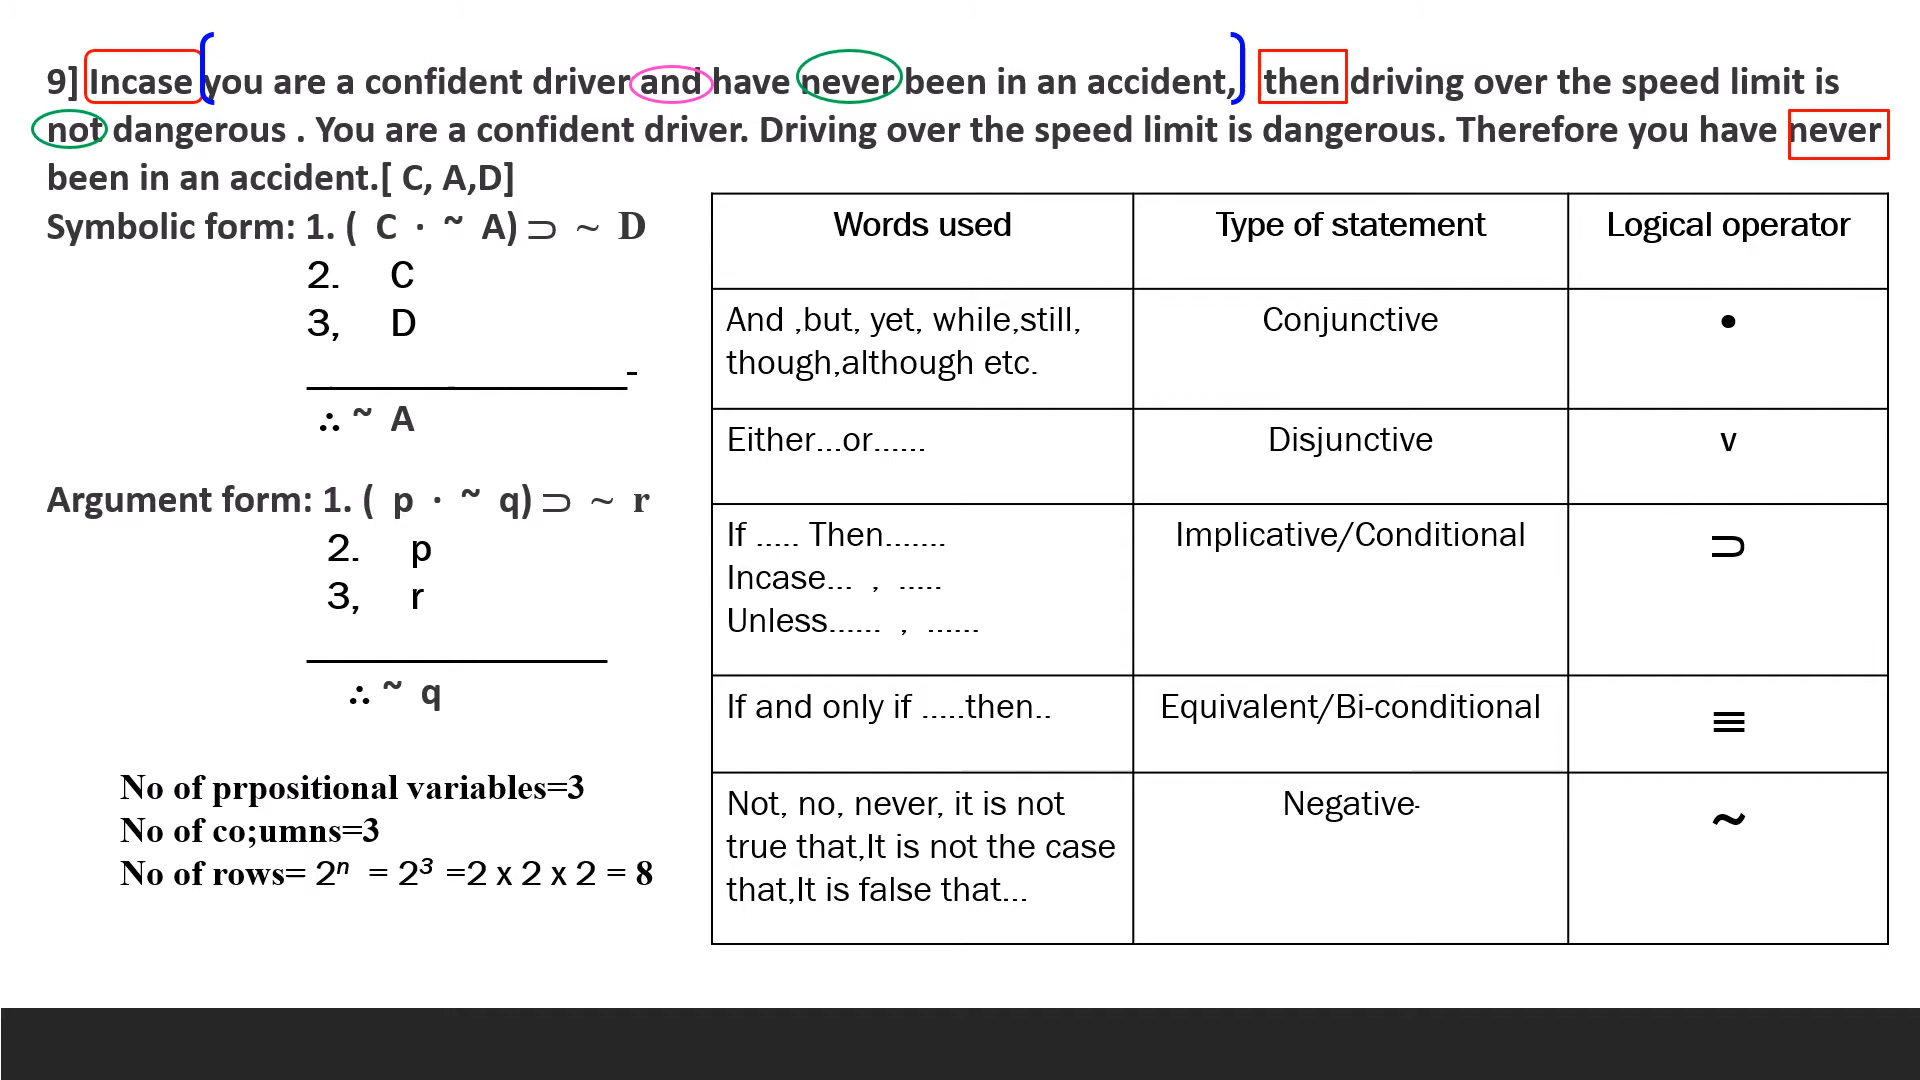 9] Incase you are a confident driver and have never been in an accident, then driving over the speed limit is
not dangerous . You are a confident driver. Driving over the speed limit is dangerous. Therefore you have never
been in an accident.[ C, A,D]
Symbolic form: 1. ( C · ~ A) ⊃ ~ D
2. C
3, D
∴ ~ A
Argument form: 1. ( p · ~ q) ⊃ ~ r
2. p
3, r
∴ ~ q
No of prpositional variables=3
No of co;umns=3
No of rows= 2ⁿ = 2³ =2 x 2 x 2 = 8
Words used Type of statement Logical operator
And ,but, yet, while,still, Conjunctive •
though,although etc.
Either...or...... Disjunctive v
If ..... Then....... Implicative/Conditional ⊃
Incase... , .....
Unless...... , ......
If and only if .....then.. Equivalent/Bi-conditional ≡
Not, no, never, it is not Negative- ~
true that,It is not the case
that,It is false that...